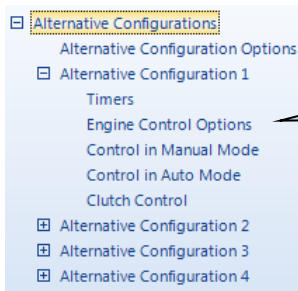 Alternative Configurations
Alternative Configuration Options
Alternative Configuration 1
Timers
Engine Control Options
Control in Manual Mode
Control in Auto Mode
Clutch Control
Alternative Configuration 2
Alternative Configuration 3
Alternative Configuration 4